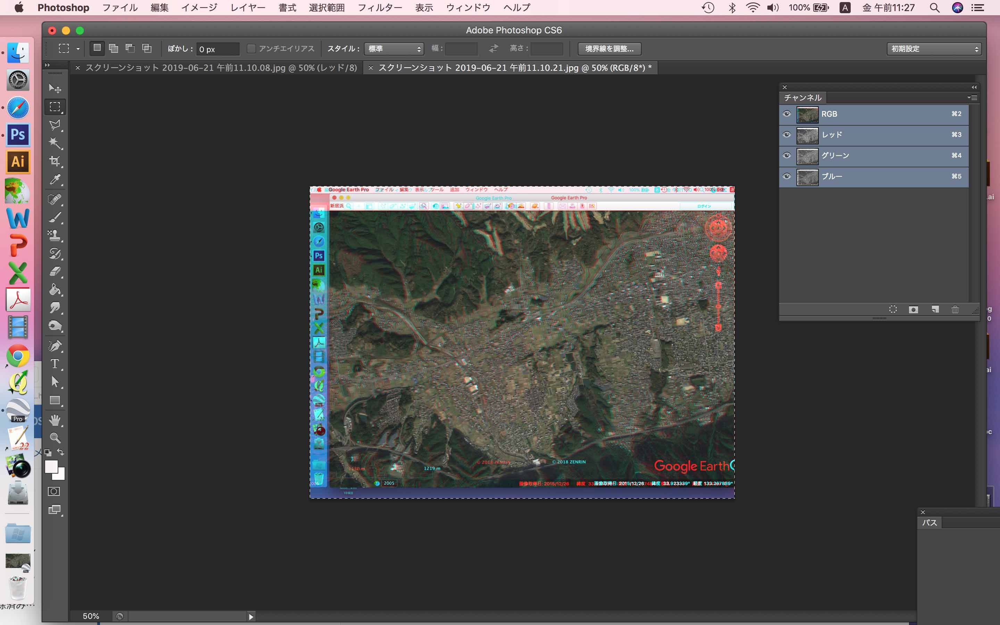 Photoshop ファイル 編集 イメージ レイヤー 書式 選択範囲 フィルター 表示 ウィンドウ ヘルプ 100% A 金 午前11:27
Adobe Photoshop CS6
ぼかし: 0 px アンチエイリアス スタイル: 標準 幅: 高さ: 境界線を調整... 初期設定
× スクリーンショット 2019-06-21 午前11.10.08.jpg @ 50% (レッド/8) × スクリーンショット 2019-06-21 午前11.10.21.jpg @ 50% (RGB/8*) *
チャンネル
RGB ⌘2
レッド ⌘3
グリーン ⌘4
ブルー ⌘5
Ps
Ai
W
P
X
Pro
22
T
Google Earth Pro ファイル 編集 表示 ツール 追加 ウィンドウ ヘルプ 100%
Google Earth Pro Google Earth Pro
新居浜 ログイン
Ps
Ai
© 2018 ZENRIN © 2018 ZENRIN
1219 m
Google Earth
2005 2005 画像取得日: 2015/12/26 緯度 画像取得日: 2015/12/26 緯度 33.923339° 経度 133.267889°
パス
.ai
50%